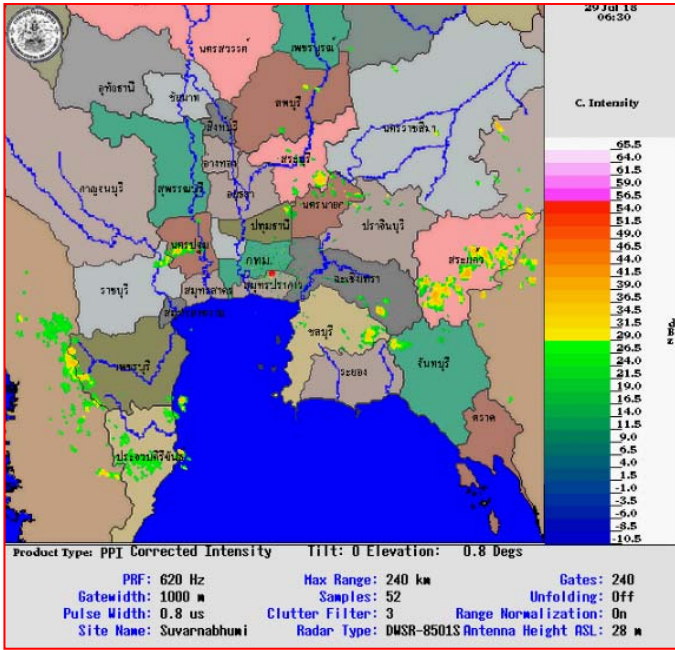 29 Jul 18
06:30
C. Intensity
65.5
64.0
61.5
59.0
56.5
54.0
51.5
49.0
46.5
44.0
41.5
39.0
36.5
34.0
31.5
29.0
26.5
24.0
21.5
19.0
16.5
14.0
11.5
9.0
6.5
4.0
1.5
-1.0
-3.5
-6.0
-8.5
-10.5
นครสวรรค์
เพชรบูรณ์
อุทัยธานี
ชัยนาท
ลพบุรี
สิงห์บุรี
นครราชสีมา
อ่างทอง
สระบุรี
กาญจนบุรี
สุพรรณบุรี
อยุธยา
นครนายก
ปราจีนบุรี
ปทุมธานี
นครปฐม
กทม.
สระแก้ว
ราชบุรี
สมุทรสาคร
สมุทรปราการ
ฉะเชิงเทรา
สมุทรสงคราม
ชลบุรี
เพชรบุรี
ระยอง
จันทบุรี
ตราด
ประจวบคีรีขันธ์
Product Type: PPI Corrected Intensity Tilt: 0 Elevation: 0.8 Degs
PRF: 620 Hz Max Range: 240 km Gates: 240
Gatewidth: 1000 m Samples: 52 Unfolding: Off
Pulse Width: 0.8 us Clutter Filter: 3 Range Normalization: On
Site Name: Suvarnabhumi Radar Type: DWSR-8501S Antenna Height ASL: 28 m